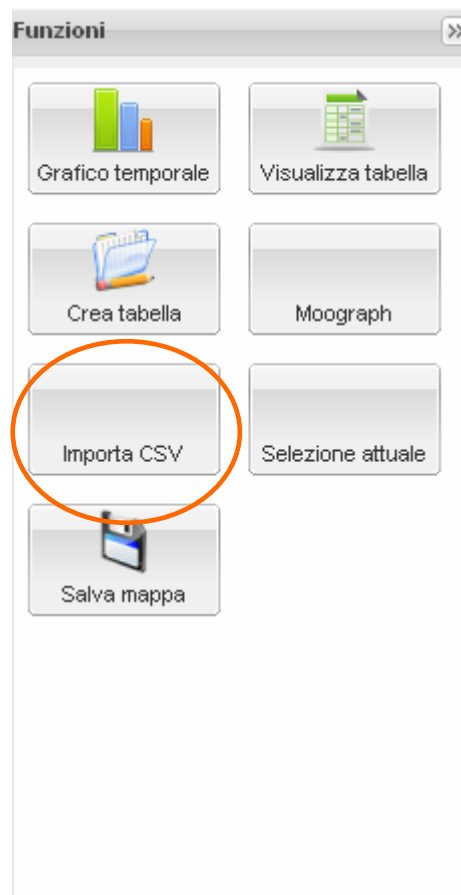 Funzioni
Grafico temporale
Visualizza tabella
Crea tabella
Moograph
Importa CSV
Selezione attuale
Salva mappa